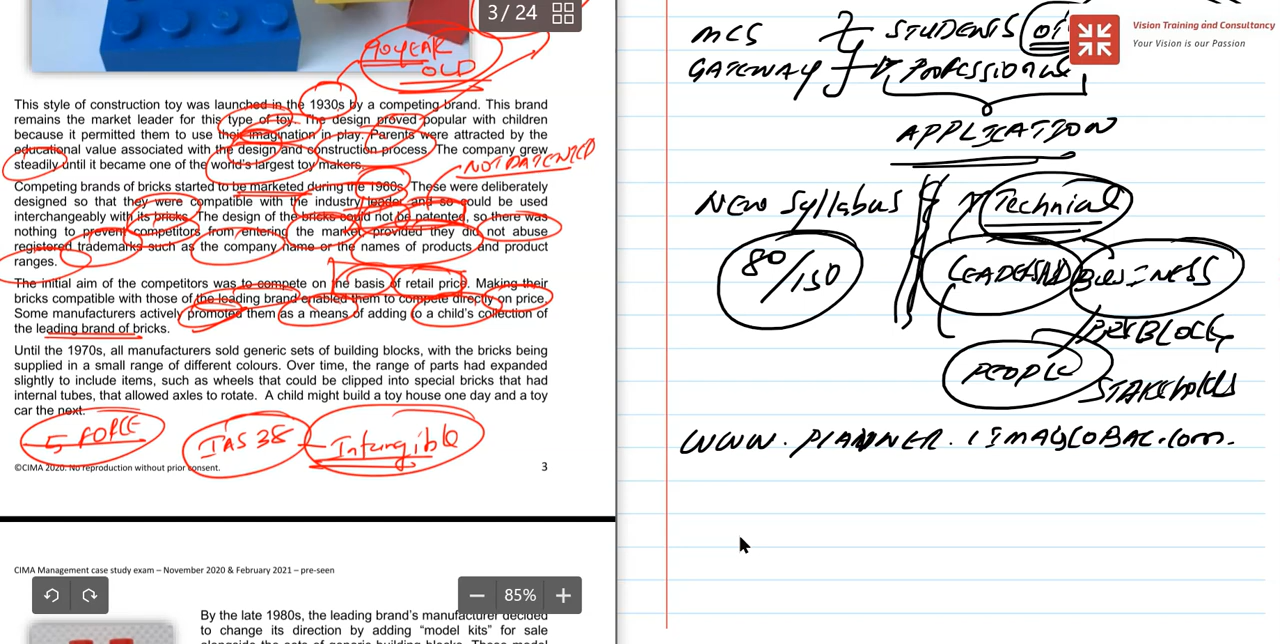 3 / 24
90 YEAR
OLD
This style of construction toy was launched in the 1930s by a competing brand. This brand
remains the market leader for this type of toy. The design proved popular with children
because it permitted them to use their imagination in play. Parents were attracted by the
educational value associated with the design and construction process. The company grew
steadily until it became one of the world's largest toy makers.
NOT PATENTED
Competing brands of bricks started to be marketed during the 1960s. These were deliberately
designed so that they were compatible with the industry leader and so could be used
interchangeably with its bricks. The design of the bricks could not be patented, so there was
nothing to prevent competitors from entering the market, provided they did not abuse
registered trademarks such as the company name or the names of products and product
ranges.
The initial aim of the competitors was to compete on the basis of retail price. Making their
bricks compatible with those of the leading brand enabled them to compete directly on price.
Some manufacturers actively promoted them as a means of adding to a child's collection of
the leading brand of bricks.
Until the 1970s, all manufacturers sold generic sets of building blocks, with the bricks being
supplied in a small range of different colours. Over time, the range of parts had expanded
slightly to include items, such as wheels that could be clipped into special bricks that had
internal tubes, that allowed axles to rotate. A child might build a toy house one day and a toy
car the next.
5 FORCE IAS 38 - Intangible
©CIMA 2020. No reproduction without prior consent. 3
CIMA Management case study exam – November 2020 & February 2021 – pre-seen
85%
By the late 1980s, the leading brand's manufacturer decided
to change its direction by adding "model kits" for sale
MCS STUDENTS
GATEWAY PROFESSIONALS
Vision Training and Consultancy
Your Vision is our Passion
APPLICATION
New Syllabus Technical
80/150 LEADERSHIP BUSINESS
PEOPLE
STAKEHOLDS
WWW.PLANNER.CIMAGLOBAL.COM.